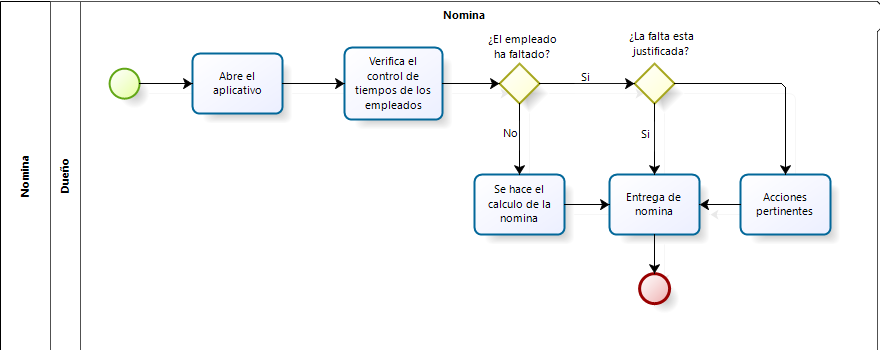 Nomina
Nomina
Dueño
Abre el
aplicativo
Verifica el
control de
tiempos de los
empleados
¿El empleado
ha faltado?
Si
¿La falta esta
justificada?
No
Si
Se hace el
calculo de la
nomina
Entrega de
nomina
Acciones
pertinentes